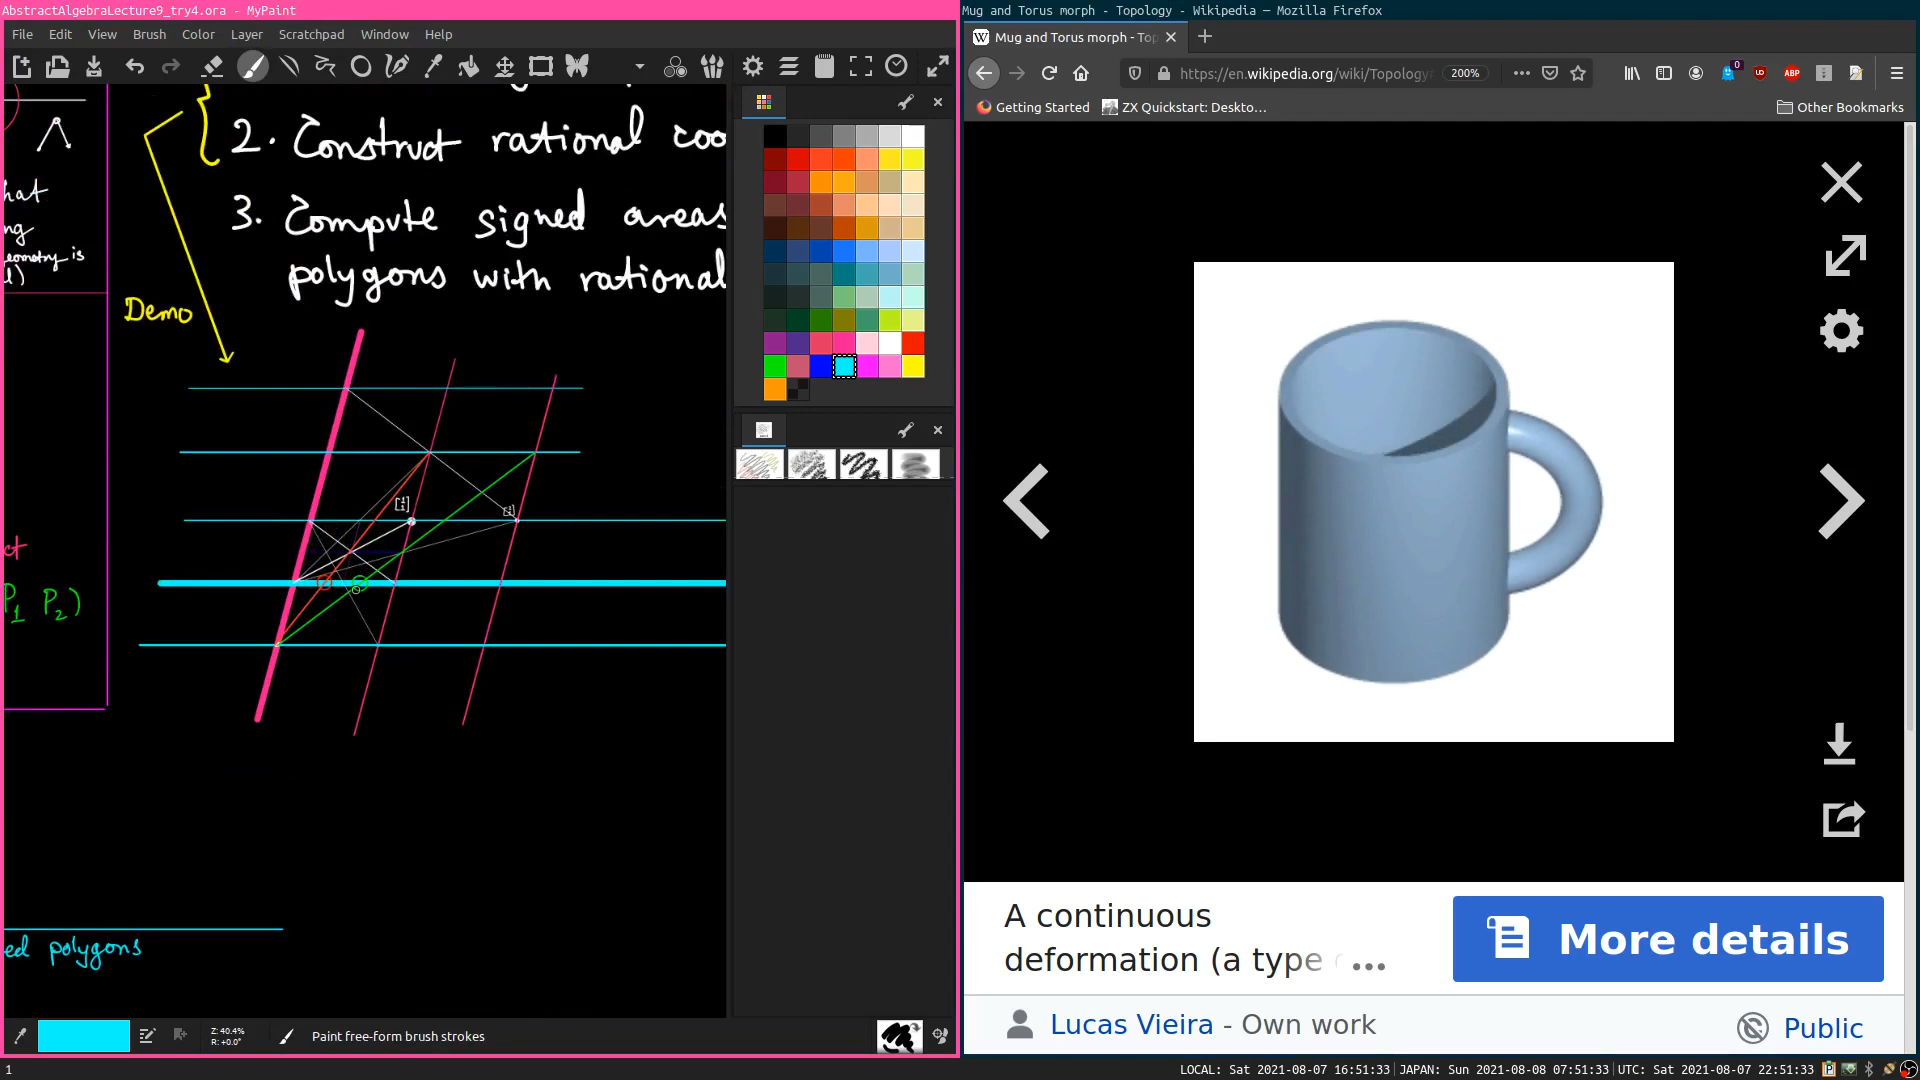 AbstractAlgebraLecture9_try4.ora - MyPaint
File Edit View Brush Color Layer Scratchpad Window Help
2. Construct rational coo
3. Compute signed areas
polygons with rational
Demo
hat
ng
eometry is
P1 P2)
ed polygons
Z: 40.4%
R: +0.0°
Paint free-form brush strokes
Mug and Torus morph - Topology - Wikipedia — Mozilla Firefox
Mug and Torus morph - Top
https://en.wikipedia.org/wiki/Topology
200%
0
ABP
Getting Started
ZX Quickstart: Deskto…
Other Bookmarks
A continuous
deformation (a type
More details
Lucas Vieira - Own work
Public
1
LOCAL: Sat 2021-08-07 16:51:33 JAPAN: Sun 2021-08-08 07:51:33 UTC: Sat 2021-08-07 22:51:33